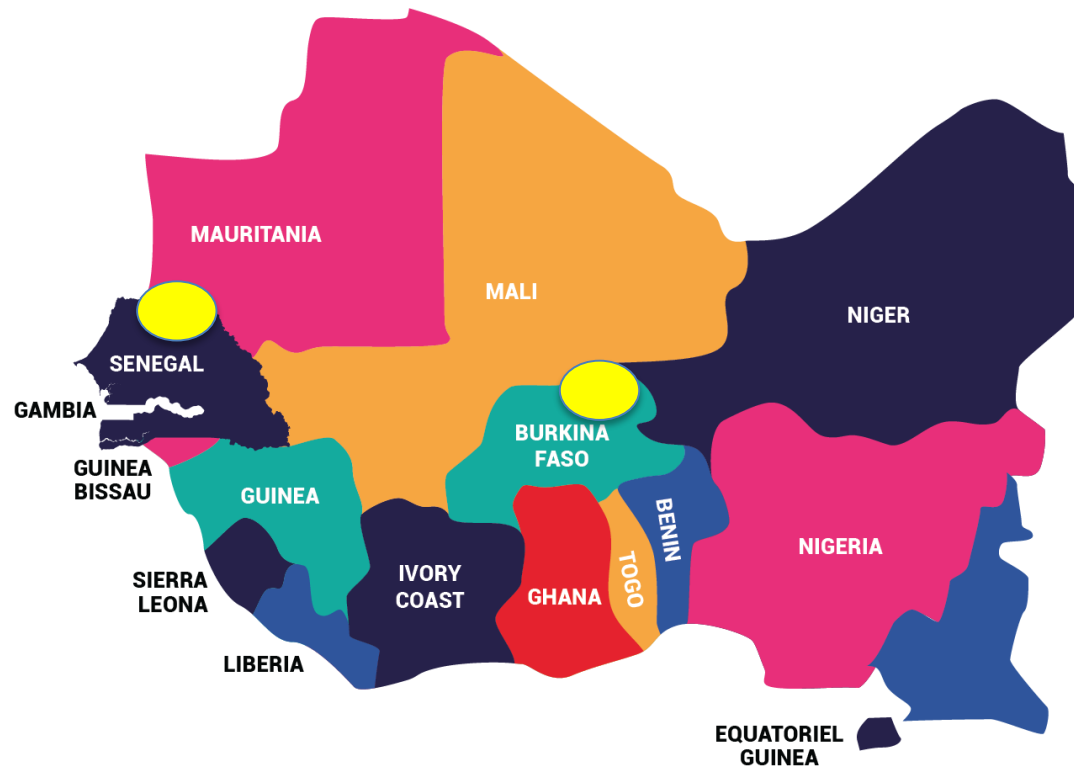 MAURITANIA
MALI
NIGER
SENEGAL
GAMBIA
BURKINA
FASO
GUINEA
BISSAU
GUINEA
BENIN
NIGERIA
SIERRA
LEONA
IVORY
COAST
GHANA
TOGO
LIBERIA
EQUATORIEL
GUINEA